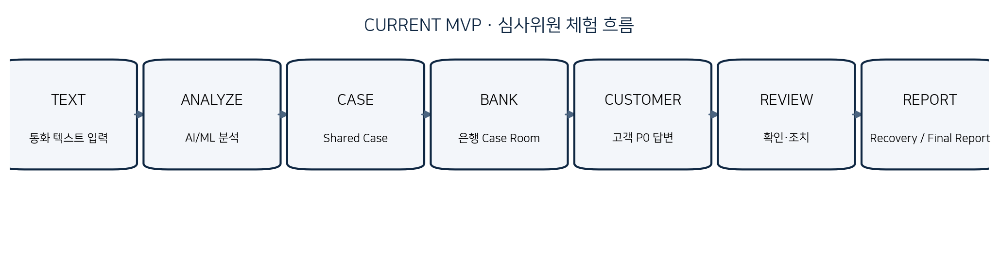 CURRENT MVP · 심사위원 체험 흐름
TEXT
통화 텍스트 입력
ANALYZE
AI/ML 분석
CASE
Shared Case
BANK
은행 Case Room
CUSTOMER
고객 P0 답변
REVIEW
확인·조치
REPORT
Recovery / Final Report